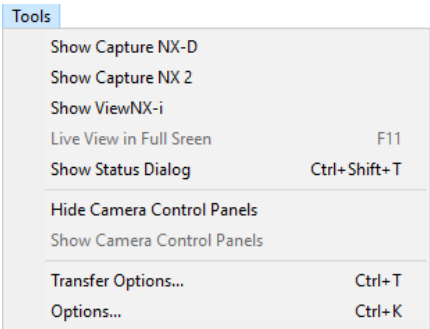 Tools
Show Capture NX-D
Show Capture NX 2
Show ViewNX-i
Live View in Full Sreen F11
Show Status Dialog Ctrl+Shift+T
Hide Camera Control Panels
Show Camera Control Panels
Transfer Options... Ctrl+T
Options... Ctrl+K